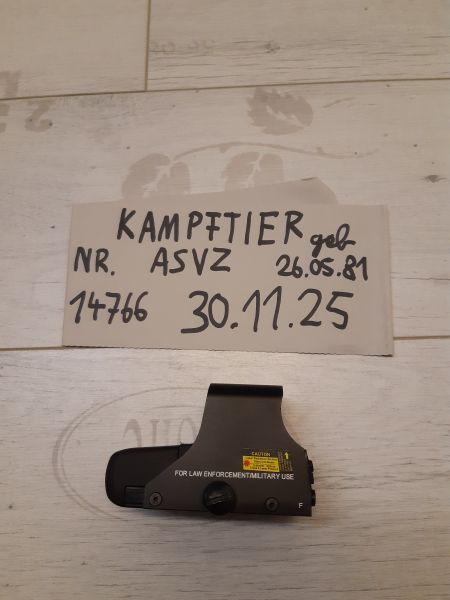 KAMPFTIER geb
NR. ASVZ 26.05.81
14766 30.11.25
CAUTION
FOR LAW ENFORCEMENT/MILITARY USE
F